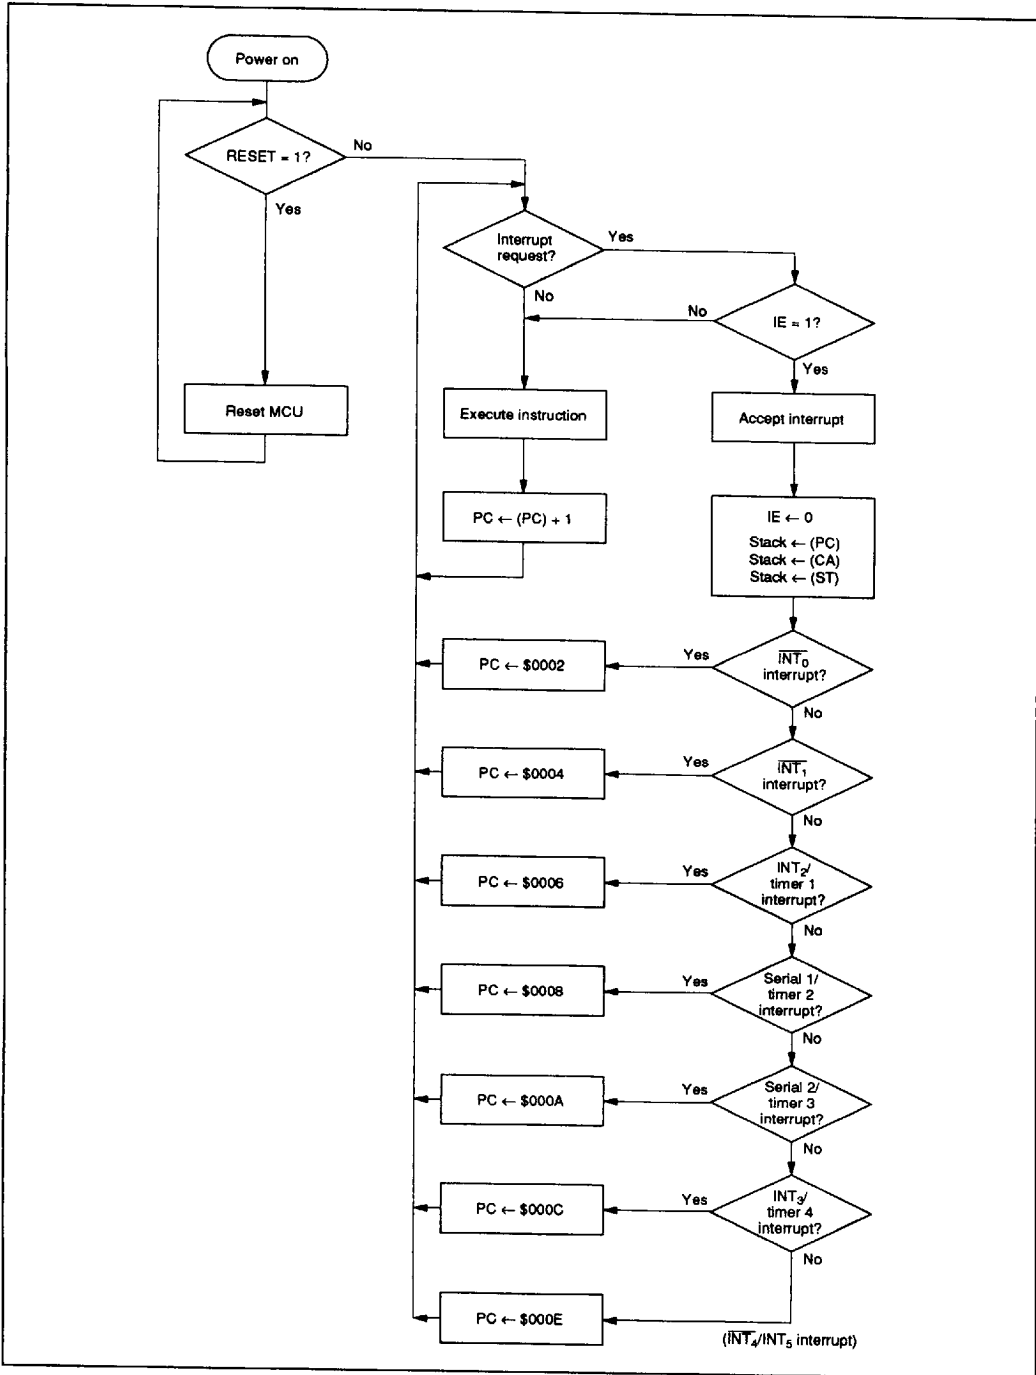 Power on
RESET = 1?
No
Yes
Reset MCU
Interrupt
request?
Yes
No
IE = 1?
No
Yes
Execute instruction
Accept interrupt
PC ← (PC) + 1
IE ← 0
Stack ← (PC)
Stack ← (CA)
Stack ← (ST)
PC ← $0002
Yes
I̅N̅T̅₀
interrupt?
No
PC ← $0004
Yes
I̅N̅T̅₁
interrupt?
No
PC ← $0006
Yes
INT₂/
timer 1
interrupt?
No
PC ← $0008
Yes
Serial 1/
timer 2
interrupt?
No
PC ← $000A
Yes
Serial 2/
timer 3
interrupt?
No
PC ← $000C
Yes
INT₃/
timer 4
interrupt?
No
PC ← $000E
(I̅N̅T̅₄/INT₅ interrupt)